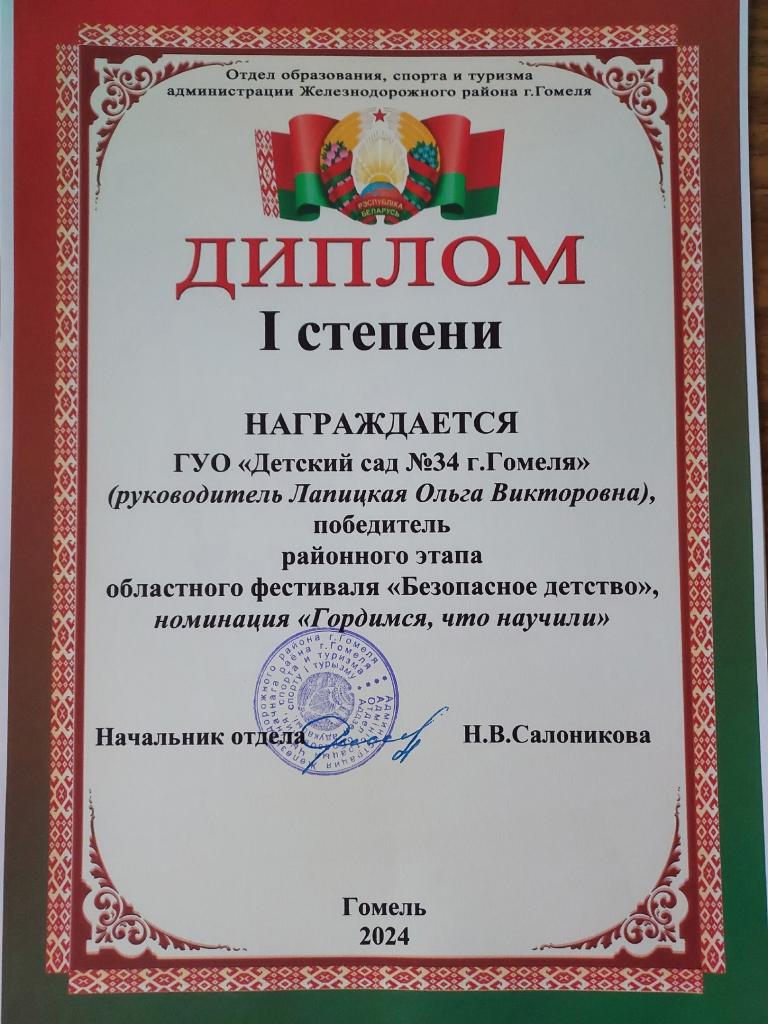 Отдел образования, спорта и туризма
администрации Железнодорожного района г.Гомеля
РЭСПУБЛІКА
БЕЛАРУСЬ
ДИПЛОМ
I степени
НАГРАЖДАЕТСЯ
ГУО «Детский сад №34 г.Гомеля»
(руководитель Лапицкая Ольга Викторовна),
победитель
районного этапа
областного фестиваля «Безопасное детство»,
номинация «Гордимся, что научили»
Начальник отдела
Н.В.Салоникова
Гомель
2024